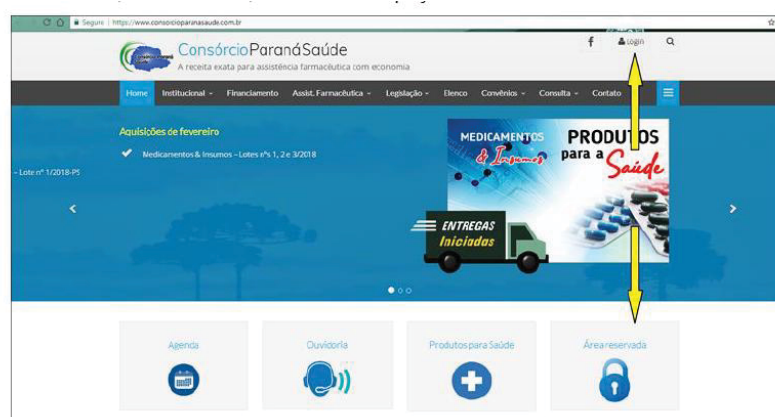 Seguro | https://www.consorcioparanasaude.com.br
ConsórcioParanáSaúde
A receita exata para assistência farmacêutica com economia
f Login
Home Institucional Financiamento Assist. Farmacêutica Legislação Elenco Convênios Consulta Contato
Aquisições de fevereiro
Medicamentos & Insumos – Lotes nºs 1, 2 e 3/2018
– Lote nº 1/2018-PS
MEDICAMENTOS
& Insumos
PRODUTOS
para a
Saúde
ENTREGAS
Iniciadas
Agenda Ouvidoria Produtos para Saúde Área reservada